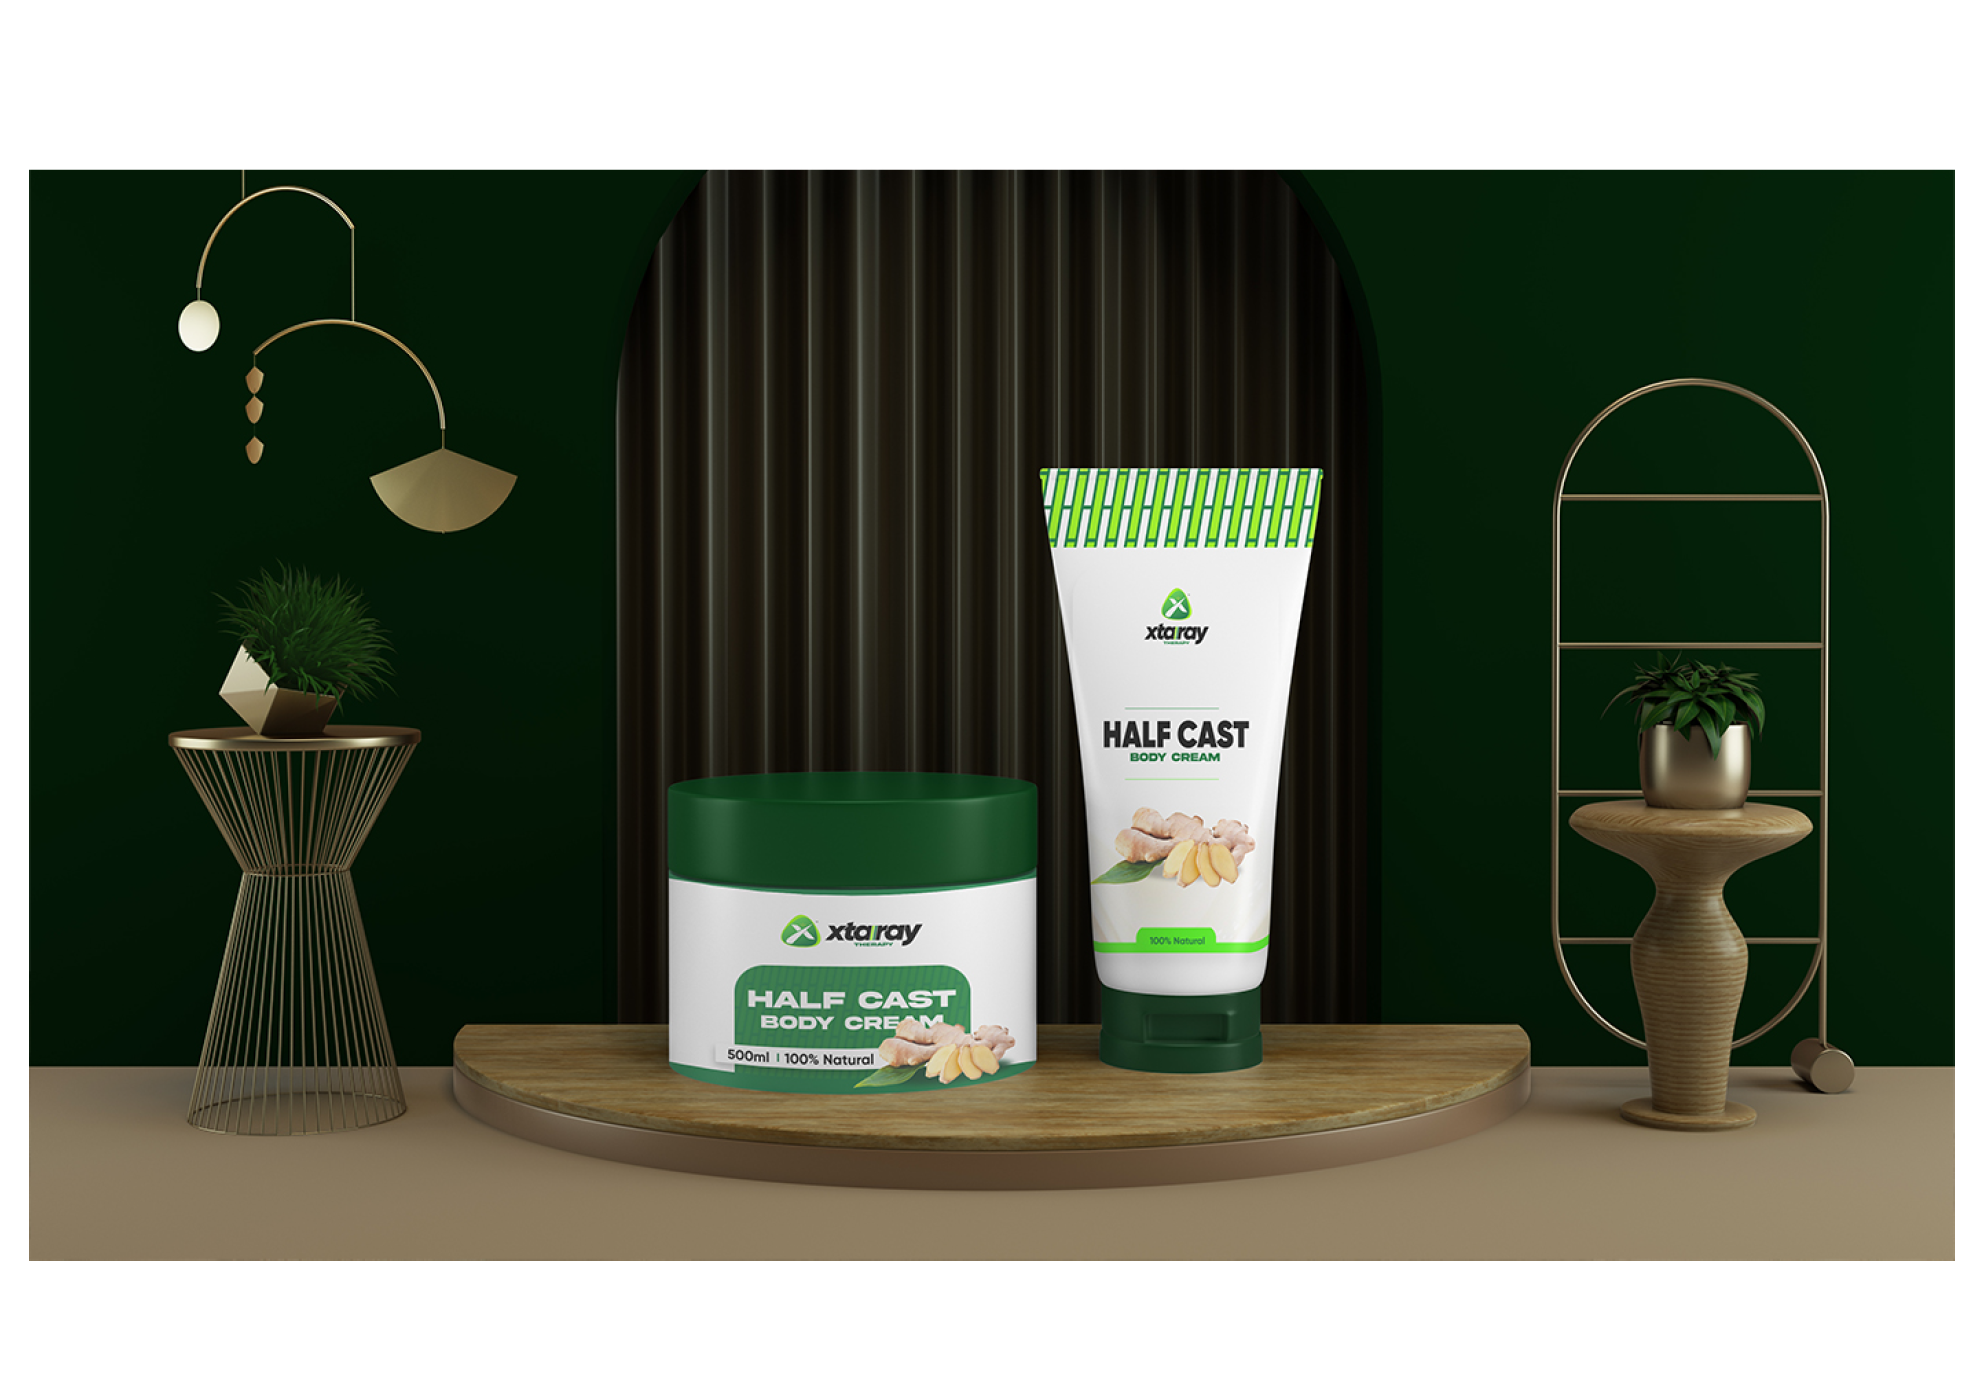 xtaray
THERAPY
HALF CAST
BODY CREAM
500ml | 100% Natural
xtaray
THERAPY
HALF CAST
BODY CREAM
100% Natural